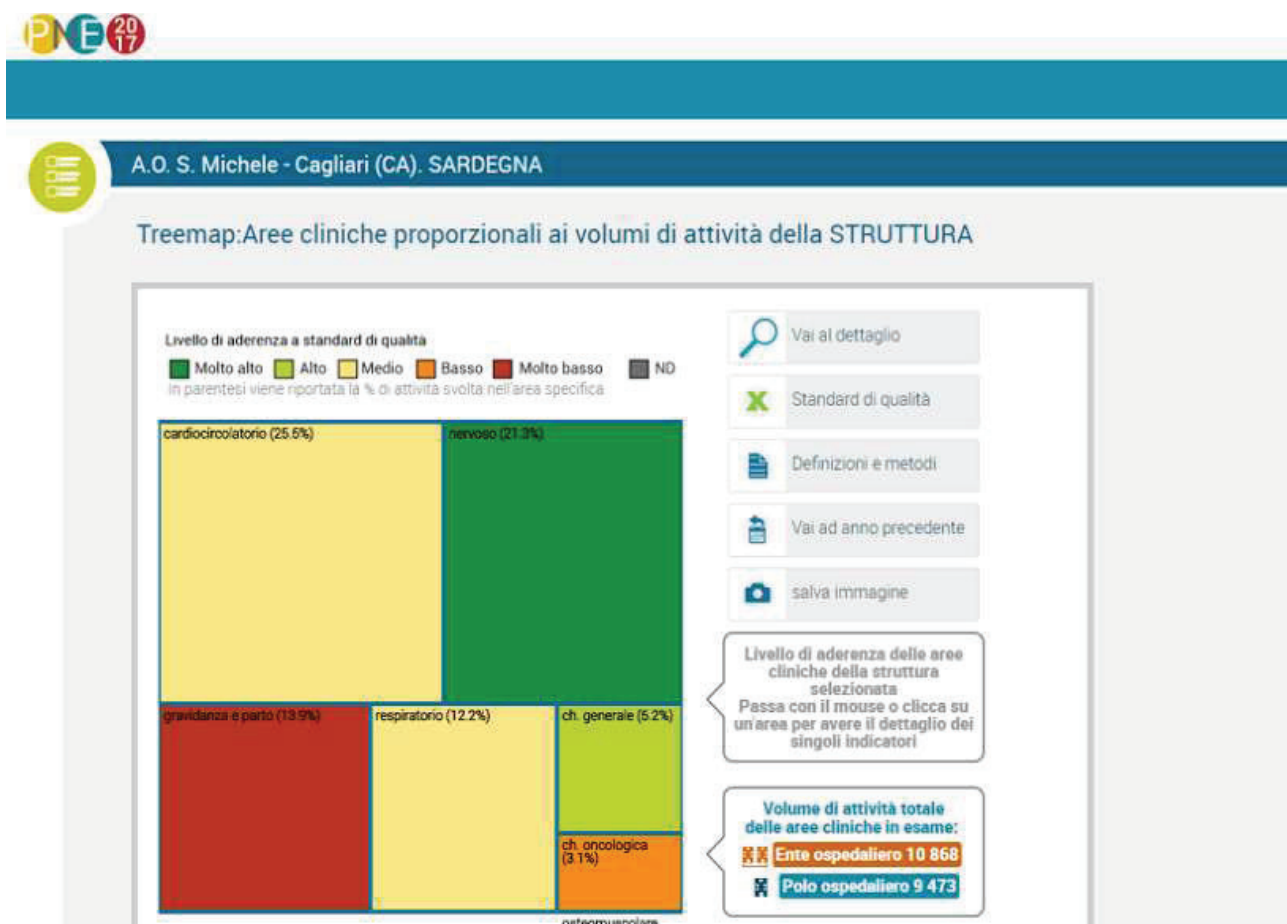 PNE 20
17
A.O. S. Michele - Cagliari (CA). SARDEGNA
Treemap:Aree cliniche proporzionali ai volumi di attività della STRUTTURA
Livello di aderenza a standard di qualità
Molto alto Alto Medio Basso Molto basso ND
In parentesi viene riportata la % di attività svolta nell'area specifica
cardiocircolatorio (25.5%)
nervoso (21.3%)
gravidanza e parto (13.9%)
respiratorio (12.2%)
ch. generale (5.2%)
ch. oncologica
(3.1%)
osteomuscolare
Vai al dettaglio
Standard di qualità
Definizioni e metodi
Vai ad anno precedente
salva immagine
Livello di aderenza delle aree
cliniche della struttura
selezionata
Passa con il mouse o clicca su
un'area per avere il dettaglio dei
singoli indicatori
Volume di attività totale
delle aree cliniche in esame:
Ente ospedaliero 10 868
Polo ospedaliero 9 473